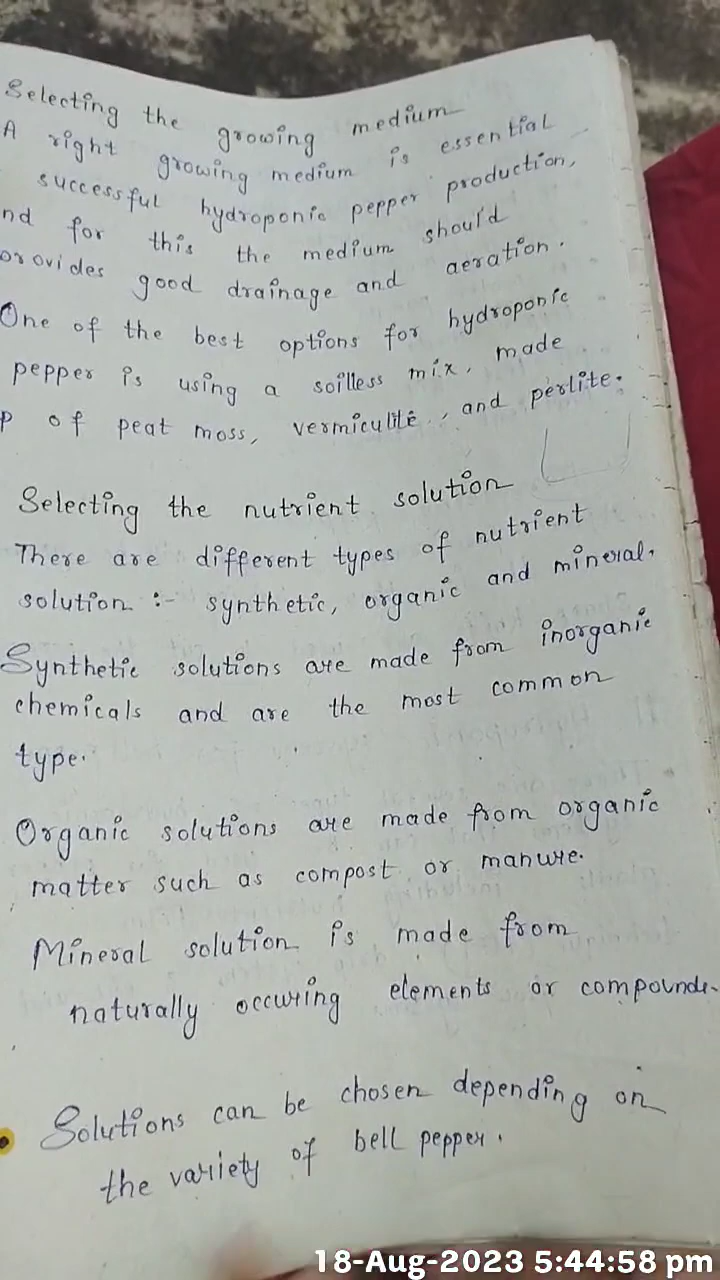 Selecting the growing medium
A right growing medium is essential
successful hydroponic pepper production,
nd for this the medium should
provides good drainage and aeration.
One of the best options for hydroponic
pepper is using a soilless mix, made
p of peat moss, vermiculite, and perlite.
Selecting the nutrient solution
There are different types of nutrient
solution :- synthetic, organic and mineral.
Synthetic solutions are made from inorganic
chemicals and are the most common
type.
Organic solutions are made from organic
matter such as compost or manure.
Mineral solution is made from
naturally occuring elements or compounds.
Solutions can be chosen depending on
the variety of bell pepper.
18-Aug-2023 5:44:58 pm